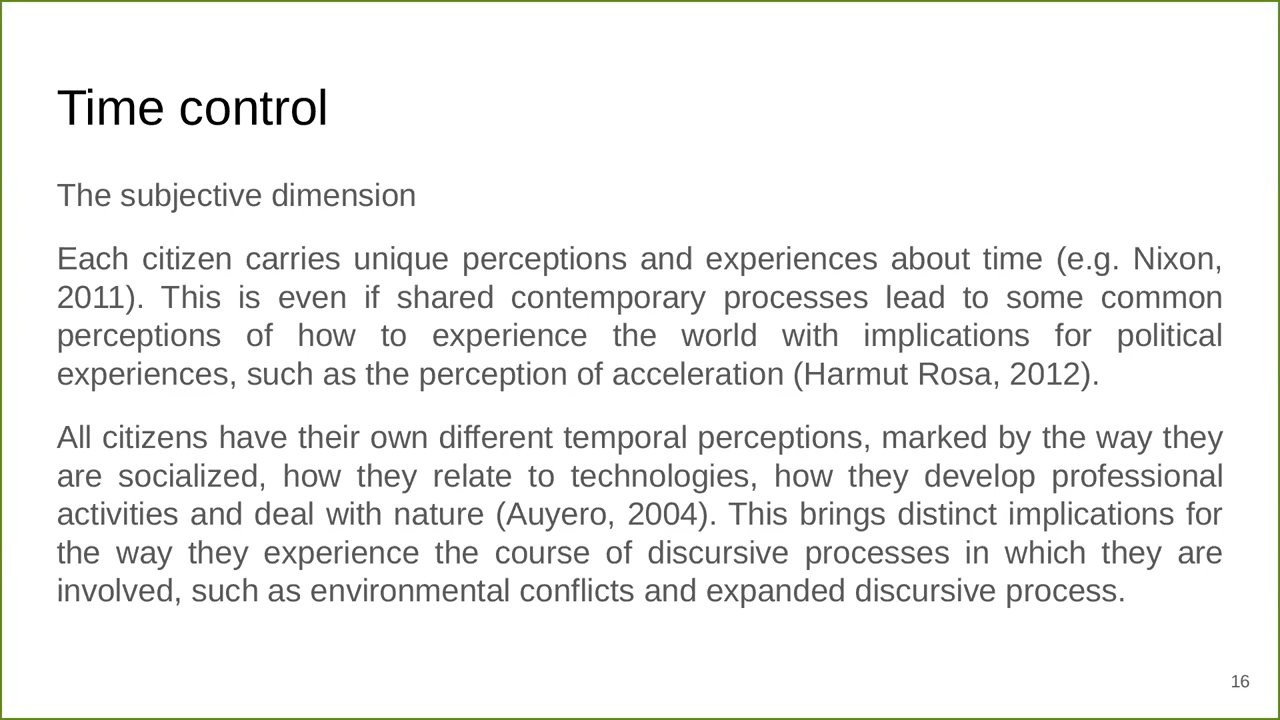 Time control
The subjective dimension
Each citizen carries unique perceptions and experiences about time (e.g. Nixon,
2011). This is even if shared contemporary processes lead to some common
perceptions of how to experience the world with implications for political
experiences, such as the perception of acceleration (Harmut Rosa, 2012).
All citizens have their own different temporal perceptions, marked by the way they
are socialized, how they relate to technologies, how they develop professional
activities and deal with nature (Auyero, 2004). This brings distinct implications for
the way they experience the course of discursive processes in which they are
involved, such as environmental conflicts and expanded discursive process.
16